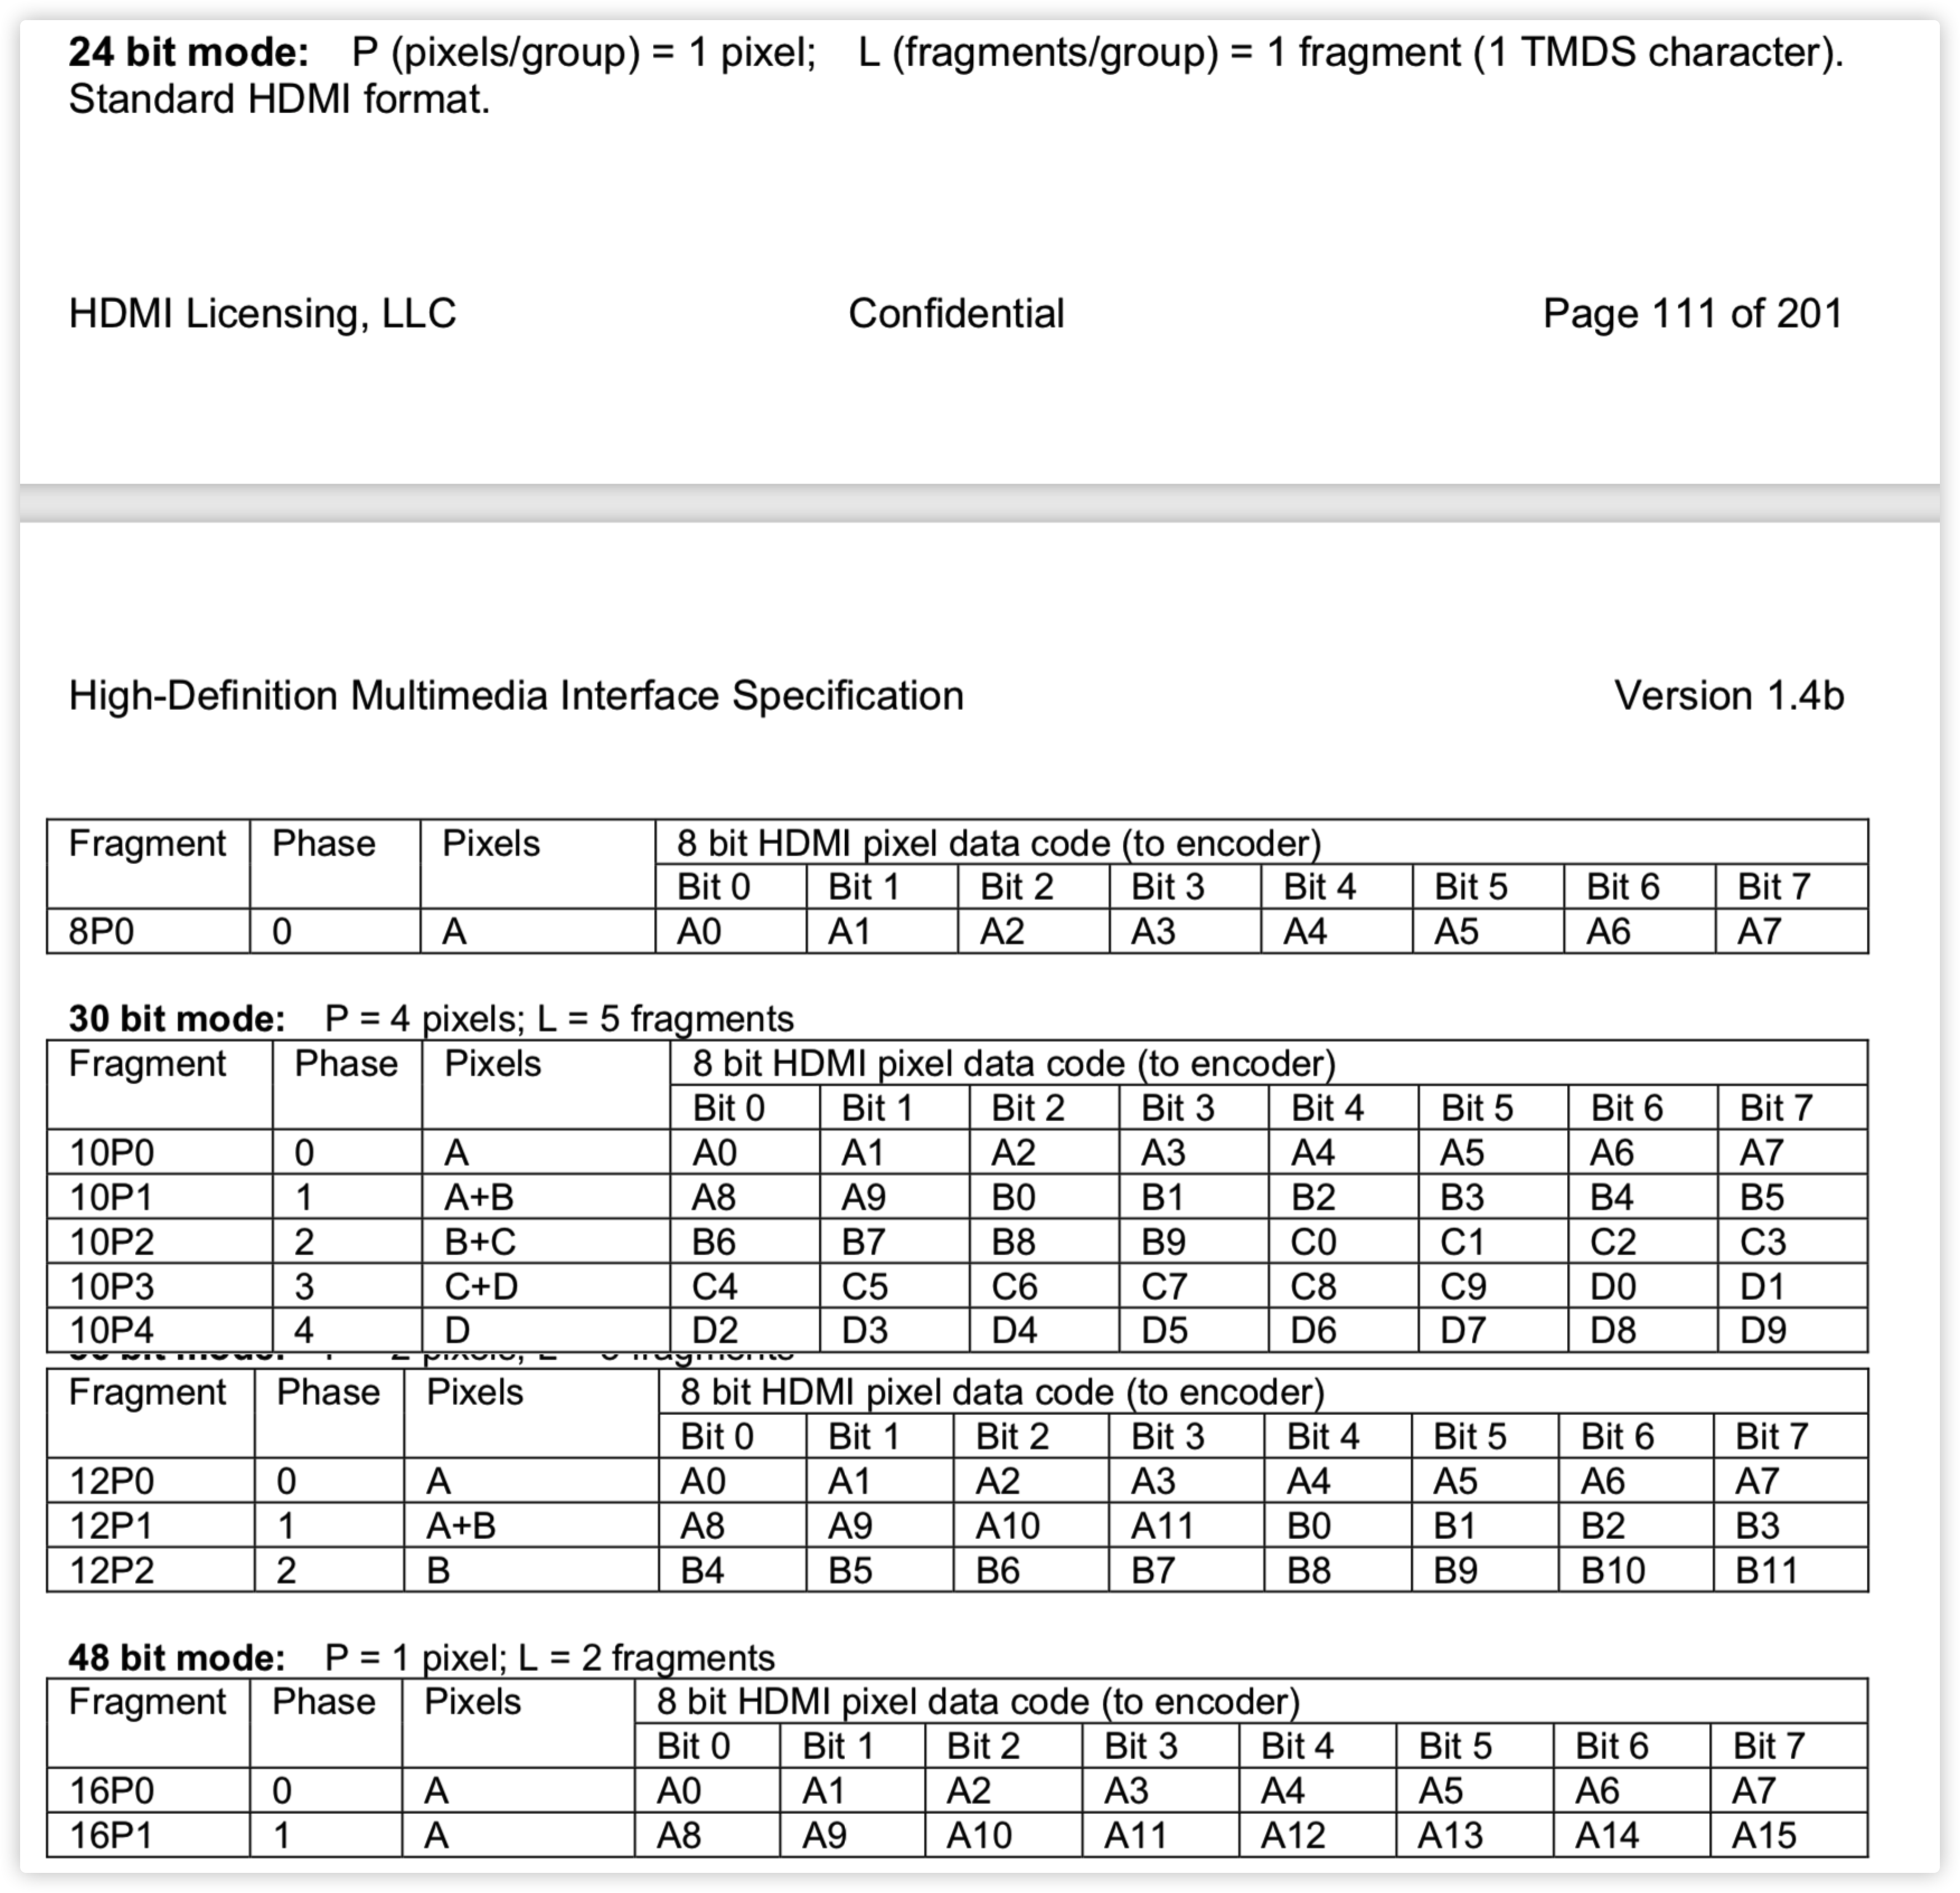 24 bit mode: P (pixels/group) = 1 pixel; L (fragments/group) = 1 fragment (1 TMDS character).
Standard HDMI format.
HDMI Licensing, LLC Confidential Page 111 of 201
High-Definition Multimedia Interface Specification Version 1.4b
Fragment Phase Pixels 8 bit HDMI pixel data code (to encoder)
Bit 0 Bit 1 Bit 2 Bit 3 Bit 4 Bit 5 Bit 6 Bit 7
8P0 0 A A0 A1 A2 A3 A4 A5 A6 A7
30 bit mode: P = 4 pixels; L = 5 fragments
Fragment Phase Pixels 8 bit HDMI pixel data code (to encoder)
Bit 0 Bit 1 Bit 2 Bit 3 Bit 4 Bit 5 Bit 6 Bit 7
10P0 0 A A0 A1 A2 A3 A4 A5 A6 A7
10P1 1 A+B A8 A9 B0 B1 B2 B3 B4 B5
10P2 2 B+C B6 B7 B8 B9 C0 C1 C2 C3
10P3 3 C+D C4 C5 C6 C7 C8 C9 D0 D1
10P4 4 D D2 D3 D4 D5 D6 D7 D8 D9
Fragment Phase Pixels 8 bit HDMI pixel data code (to encoder)
Bit 0 Bit 1 Bit 2 Bit 3 Bit 4 Bit 5 Bit 6 Bit 7
12P0 0 A A0 A1 A2 A3 A4 A5 A6 A7
12P1 1 A+B A8 A9 A10 A11 B0 B1 B2 B3
12P2 2 B B4 B5 B6 B7 B8 B9 B10 B11
48 bit mode: P = 1 pixel; L = 2 fragments
Fragment Phase Pixels 8 bit HDMI pixel data code (to encoder)
Bit 0 Bit 1 Bit 2 Bit 3 Bit 4 Bit 5 Bit 6 Bit 7
16P0 0 A A0 A1 A2 A3 A4 A5 A6 A7
16P1 1 A A8 A9 A10 A11 A12 A13 A14 A15